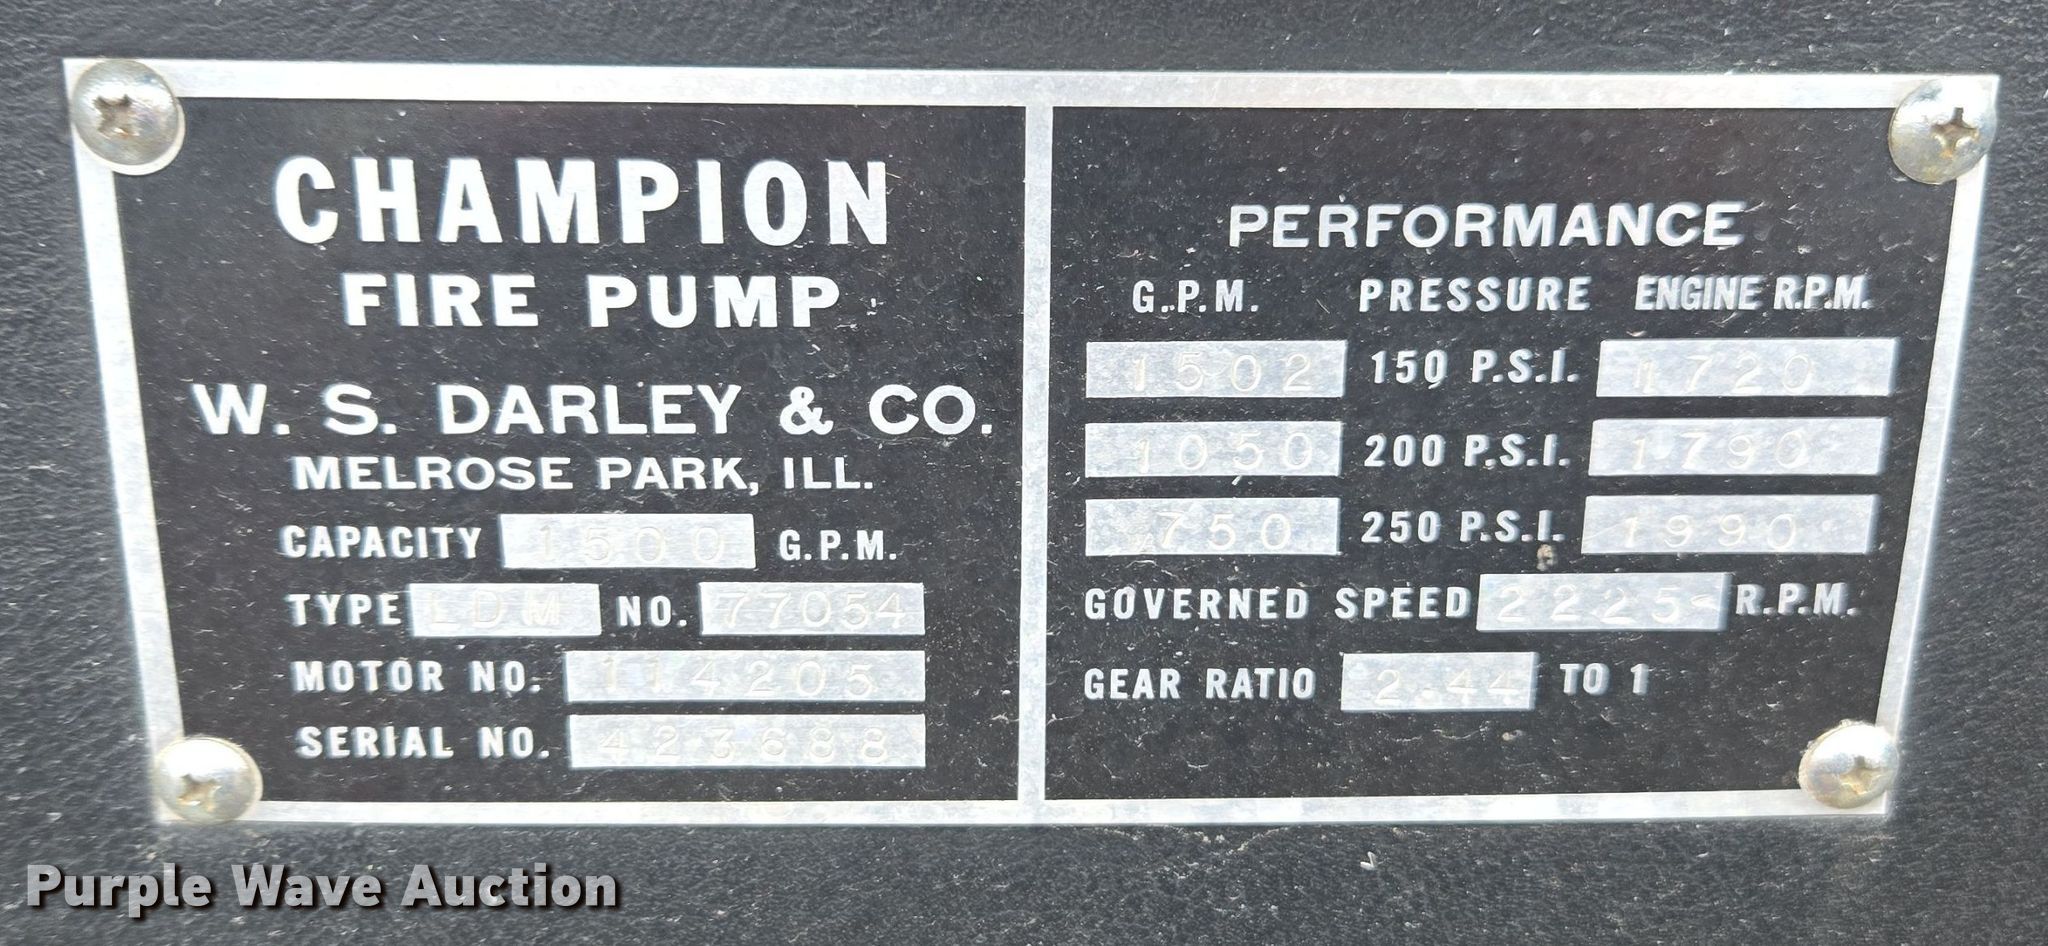 CHAMPION
FIRE PUMP
W. S. DARLEY & CO.
MELROSE PARK, ILL.
CAPACITY 1500 G.P.M.
TYPE LDM NO. 77054
MOTOR NO. 114205
SERIAL NO. 423688
PERFORMANCE
G.P.M. PRESSURE ENGINE R.P.M.
1502 150 P.S.I. 1720
1050 200 P.S.I. 1790
750 250 P.S.I. 1990
GOVERNED SPEED 2225 R.P.M.
GEAR RATIO 2.44 TO 1
Purple Wave Auction